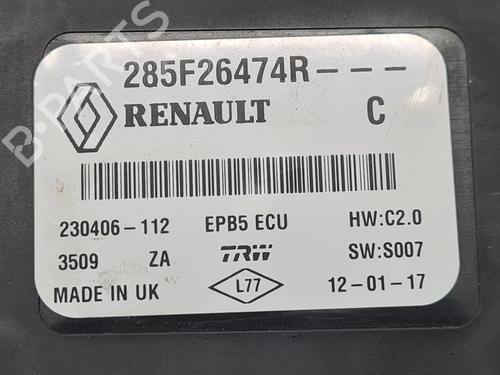 285F26474R---
RENAULT C
230406-112 EPB5 ECU HW:C2.0
3509 ZA TRW SW:S007
MADE IN UK L77 12-01-17
B-PARTS